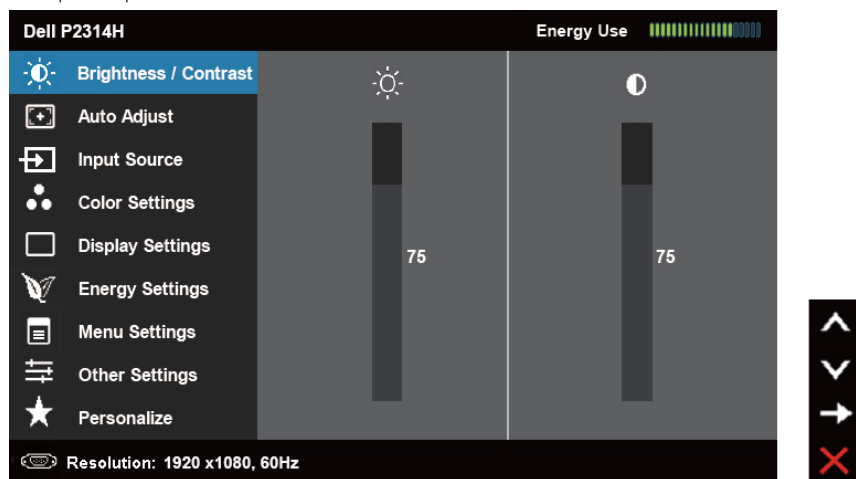 Dell P2314H Energy Use
Brightness / Contrast
Auto Adjust
Input Source
Color Settings
Display Settings
75 75
Energy Settings
Menu Settings
Other Settings
Personalize
Resolution: 1920 x1080, 60Hz